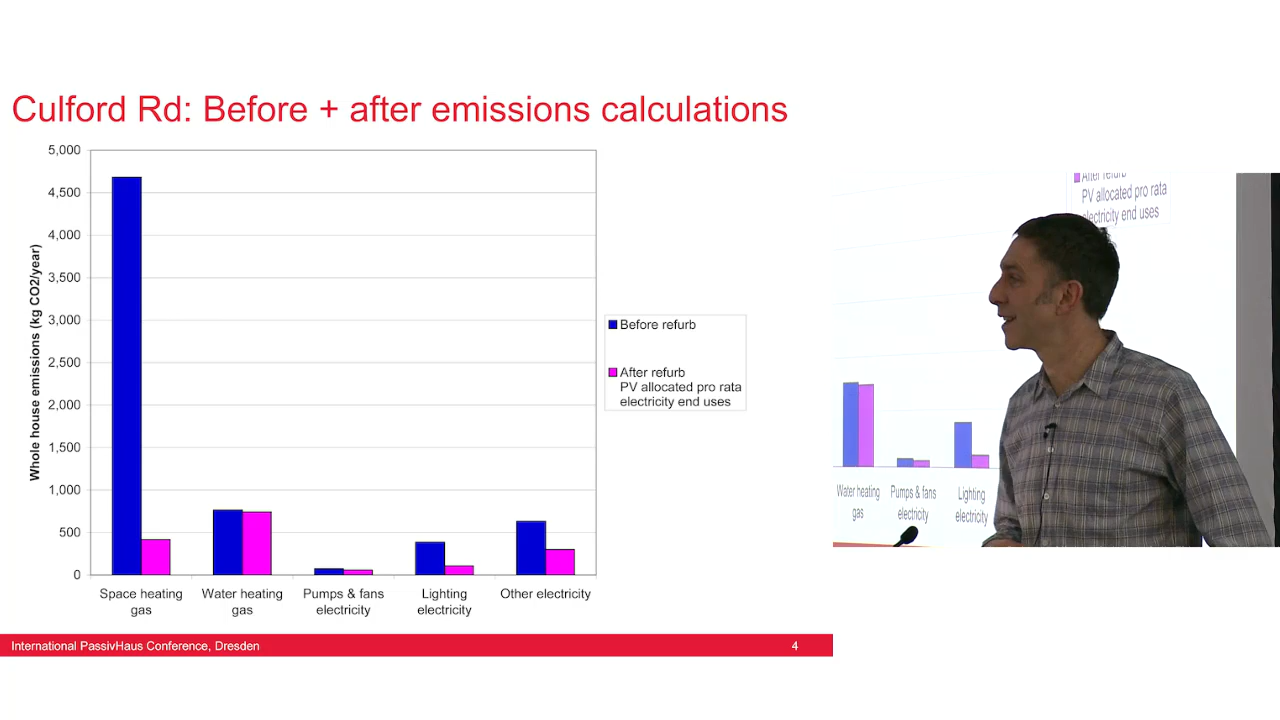 Culford Rd: Before + after emissions calculations
5,000
4,500
4,000
3,500
3,000
2,500
2,000
1,500
1,000
500
0
Whole house emissions (kg CO2/year)
Space heating
gas
Water heating
gas
Pumps & fans
electricity
Lighting
electricity
Other electricity
Before refurb
After refurb
PV allocated pro rata
electricity end uses
International PassivHaus Conference, Dresden
4
After refurb
PV allocated pro rata
electricity end uses
Water heating
gas
Pumps & fans
electricity
Lighting
electricity